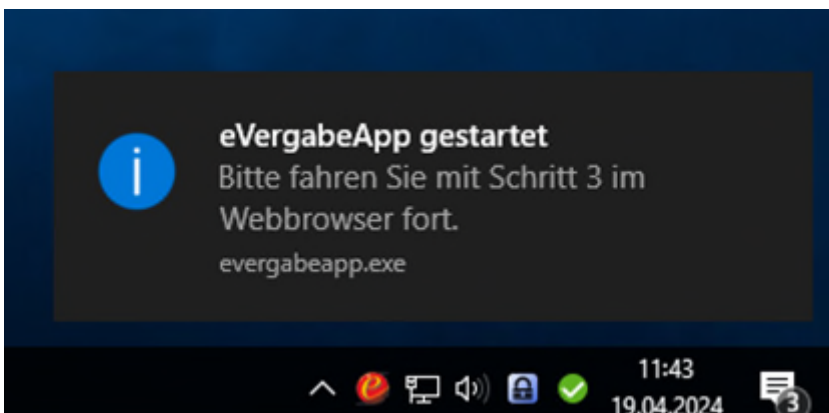 eVergabeApp gestartet
Bitte fahren Sie mit Schritt 3 im
Webbrowser fort.
evergabeapp.exe
e
11:43
19.04.2024
3